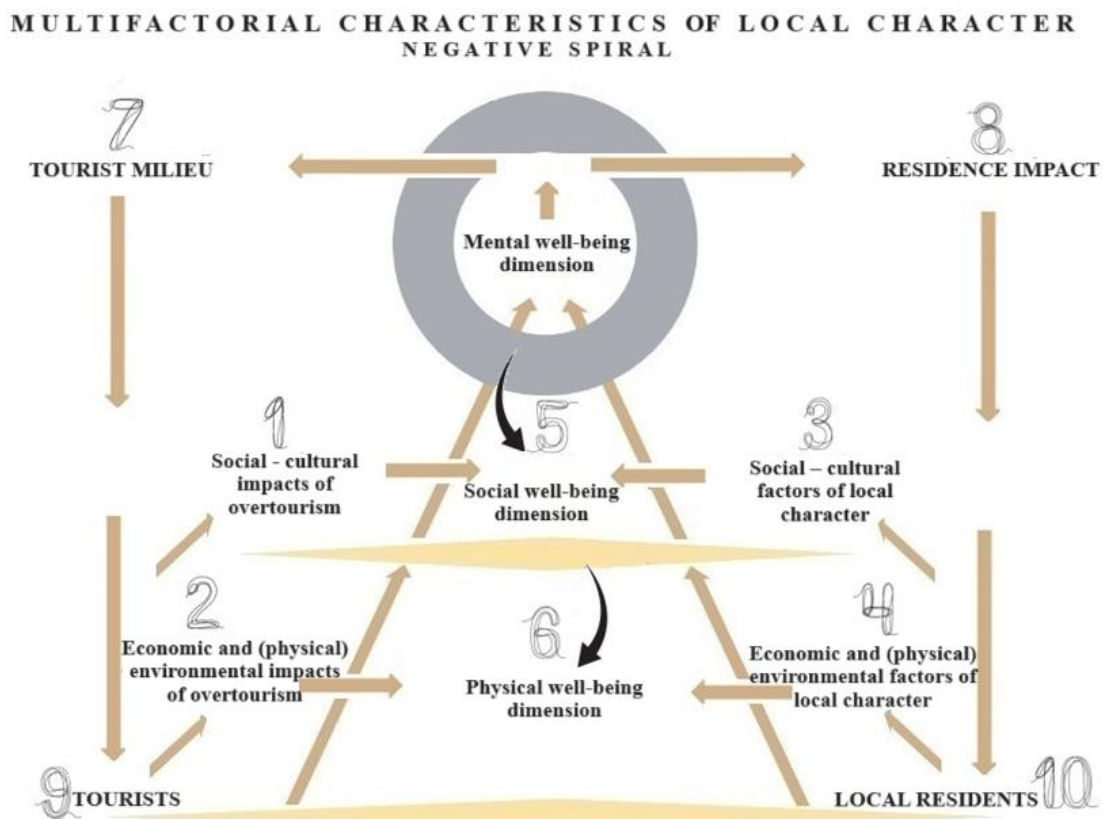 MULTIFACTORIAL CHARACTERISTICS OF LOCAL CHARACTER
NEGATIVE SPIRAL
7
TOURIST MILIEU
8
RESIDENCE IMPACT
Mental well-being
dimension
1
Social - cultural
impacts of
overtourism
5
Social well-being
dimension
3
Social – cultural
factors of local
character
2
Economic and (physical)
environmental impacts
of overtourism
6
Physical well-being
dimension
4
Economic and (physical)
environmental factors of
local character
9 TOURISTS
LOCAL RESIDENTS 10